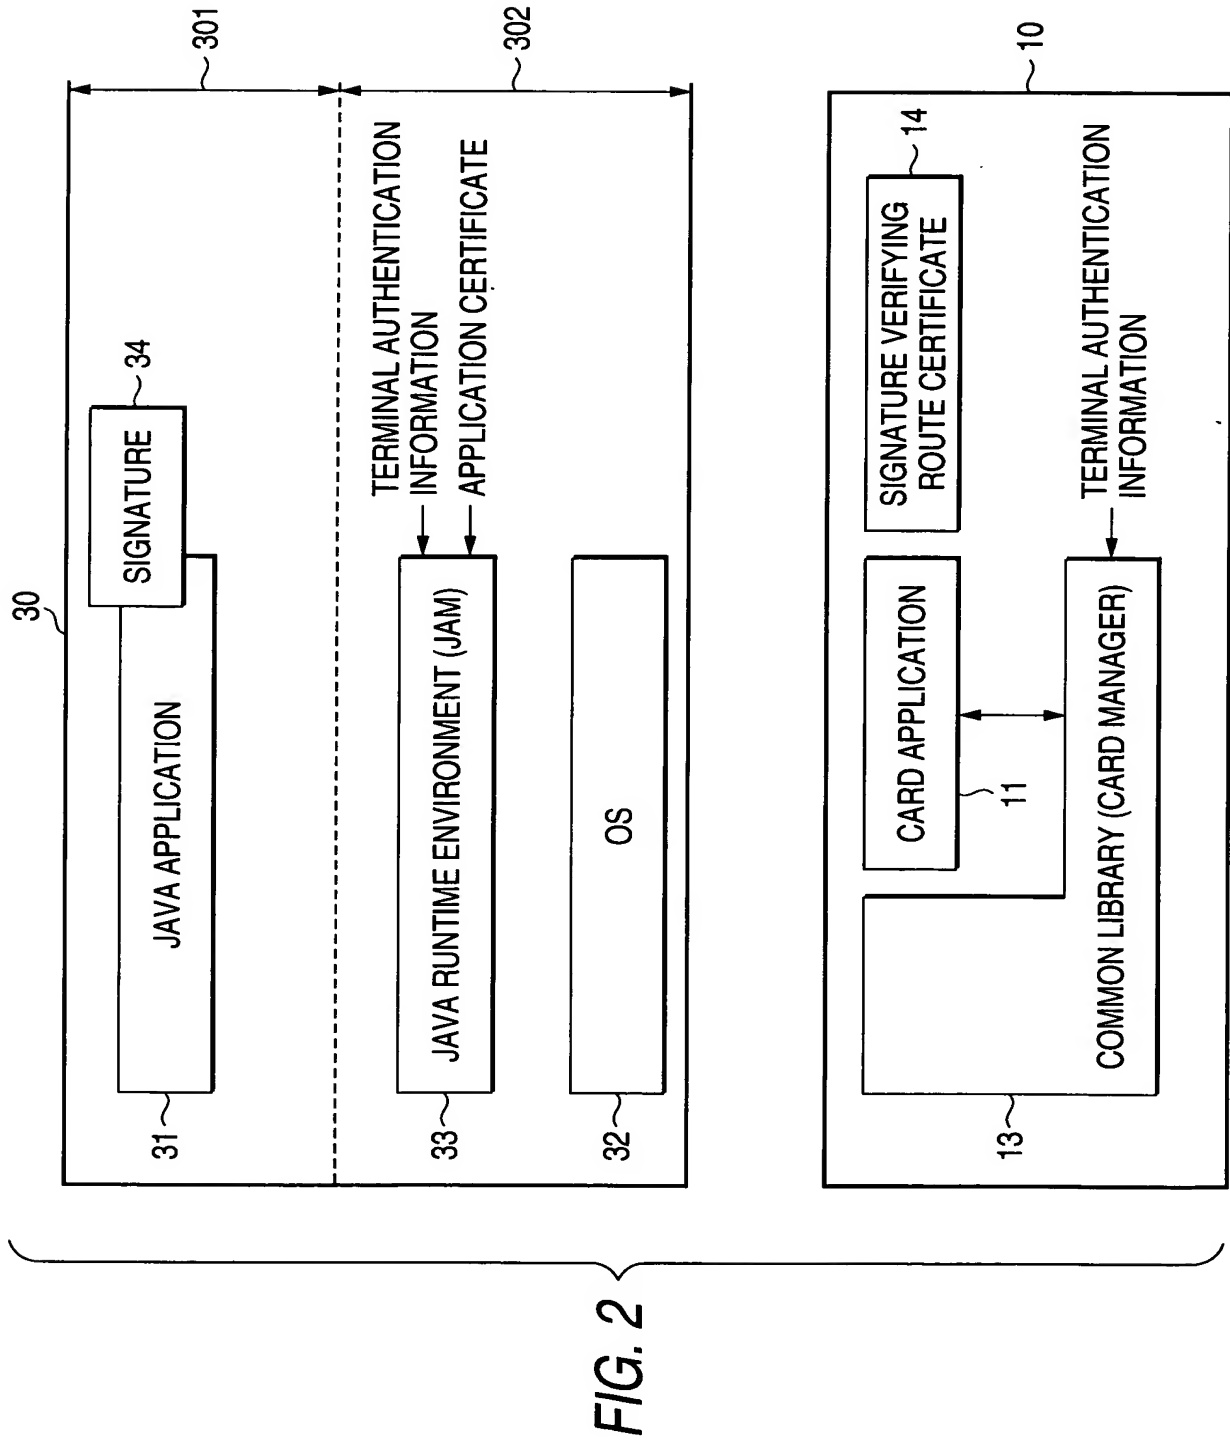 FIG. 2
30
301
302
34
SIGNATURE
JAVA APPLICATION
31
TERMINAL AUTHENTICATION
INFORMATION
APPLICATION CERTIFICATE
JAVA RUNTIME ENVIRONMENT (JAM)
33
OS
32
10
14
SIGNATURE VERIFYING
ROUTE CERTIFICATE
CARD APPLICATION
11
TERMINAL AUTHENTICATION
INFORMATION
COMMON LIBRARY (CARD MANAGER)
13